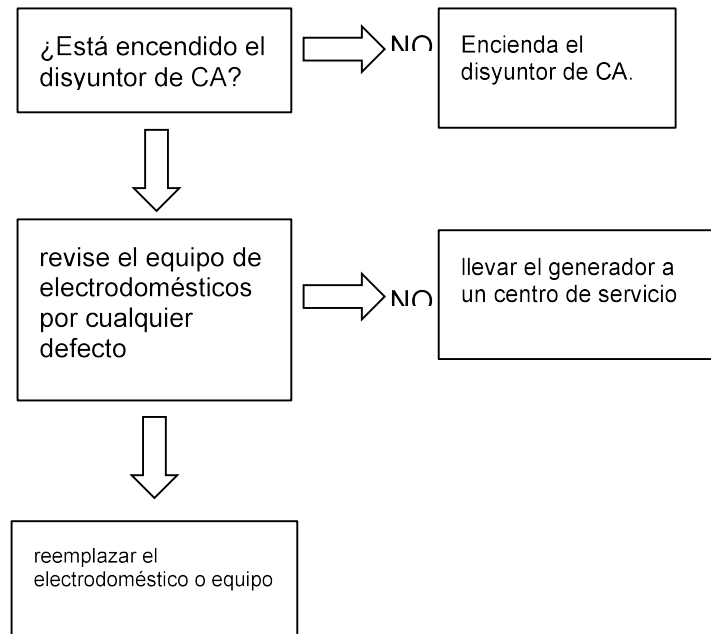 ¿Está encendido el
disyuntor de CA?
NO
Encienda el
disyuntor de CA.
revise el equipo de
electrodomésticos
por cualquier
defecto
NO
llevar el generador a
un centro de servicio
reemplazar el
electrodoméstico o equipo